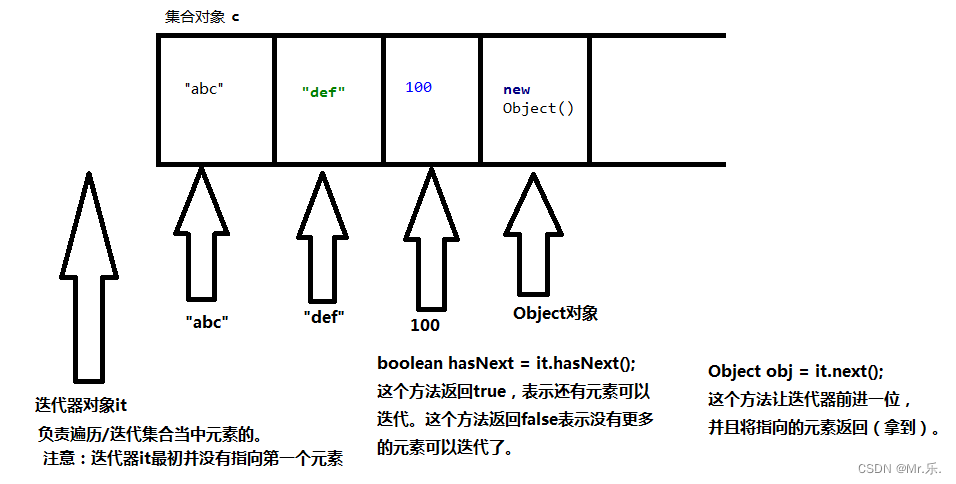 集合对象 c
"abc"
"def"
100
new
Object()
"abc"
"def"
100
Object对象
迭代器对象it
负责遍历/迭代集合当中元素的。
注意：迭代器it最初并没有指向第一个元素
boolean hasNext = it.hasNext();
这个方法返回true，表示还有元素可以
迭代。这个方法返回false表示没有更多
的元素可以迭代了。
Object obj = it.next();
这个方法让迭代器前进一位，
并且将指向的元素返回（拿到）。
CSDN @Mr.乐.